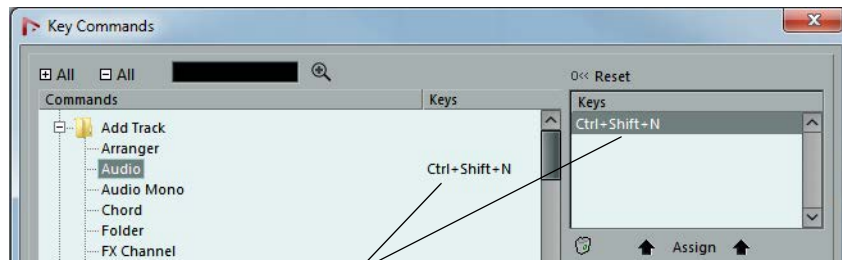 Key Commands
All All
0<< Reset
Commands Keys
Keys
Add Track
Ctrl+Shift+N
Arranger
Audio Ctrl+Shift+N
Audio Mono
Chord
Folder
FX Channel
Assign